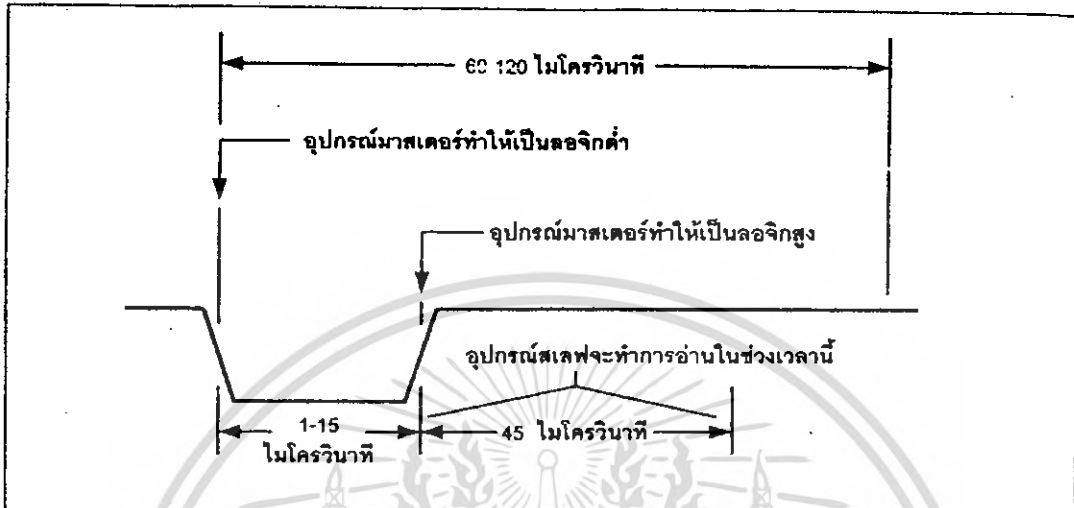 60-120 ไมโครวินาที
อุปกรณ์มาสเตอร์ทำให้เป็นลอจิกต่ำ
อุปกรณ์มาสเตอร์ทำให้เป็นลอจิกสูง
อุปกรณ์สเลฟจะทำการอ่านในช่วงเวลานี้
1-15
ไมโครวินาที
45 ไมโครวินาที